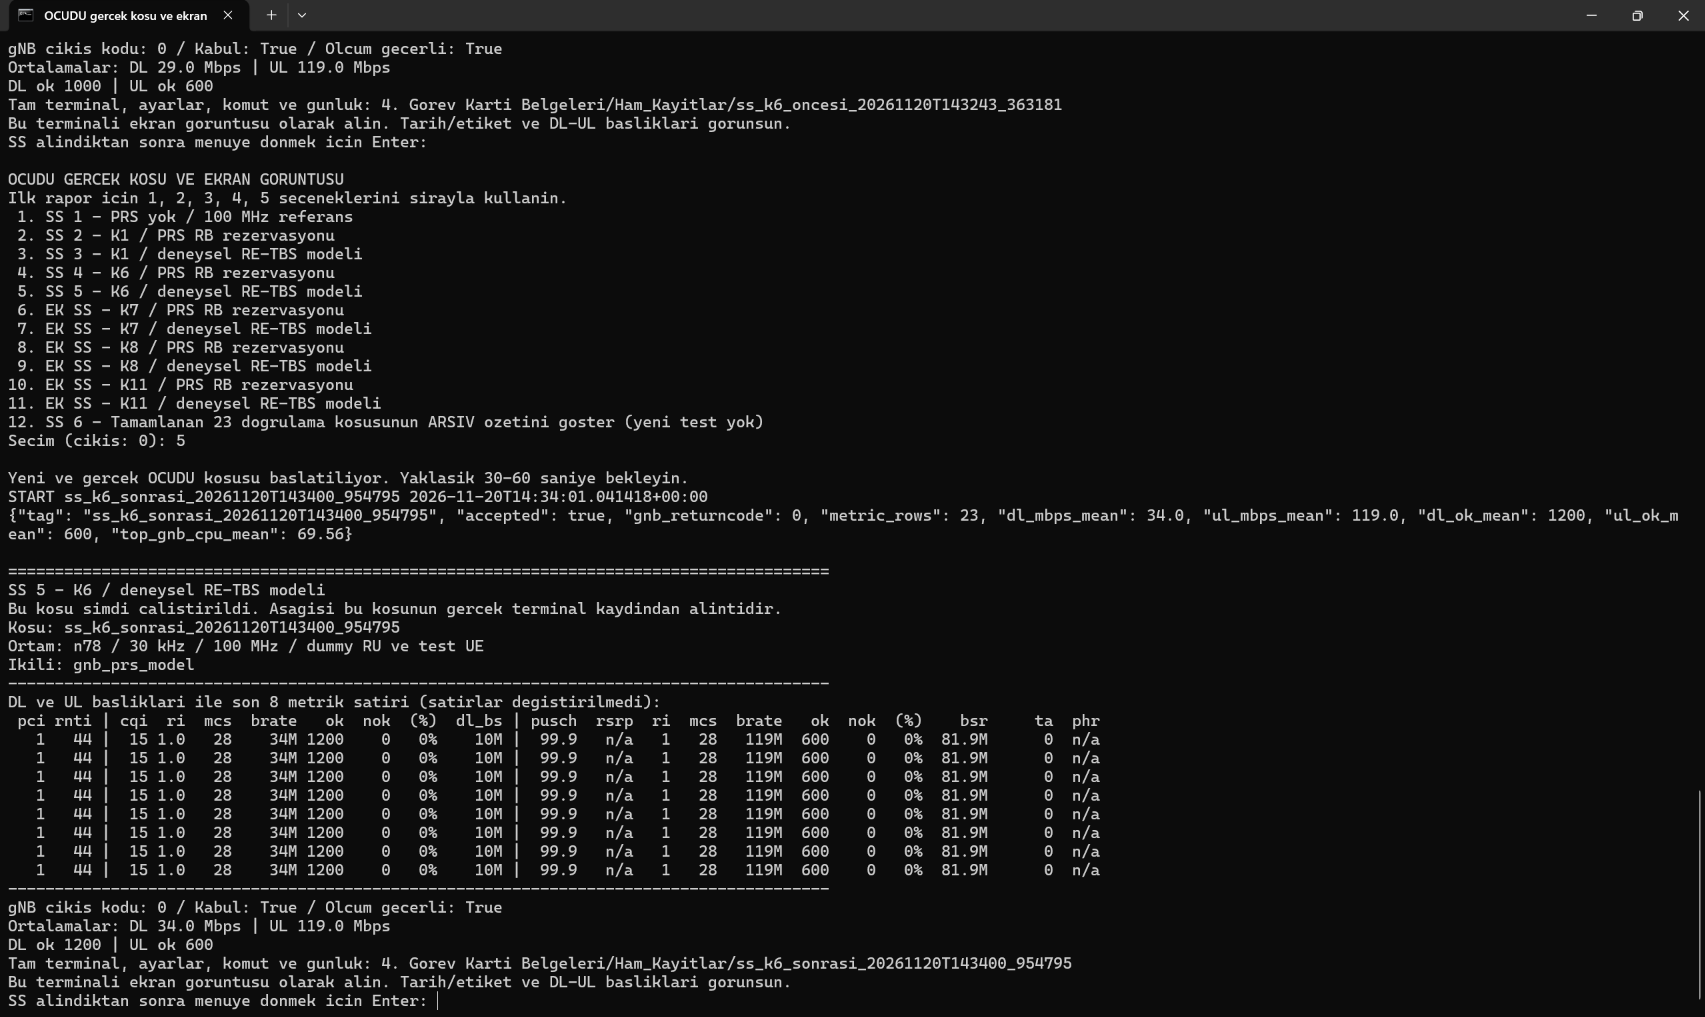 OCUDU gercek kosu ve ekran
gNB cikis kodu: 0 / Kabul: True / Olcum gecerli: True
Ortalamalar: DL 29.0 Mbps | UL 119.0 Mbps
DL ok 1000 | UL ok 600
Tam terminal, ayarlar, komut ve gunluk: 4. Gorev Karti Belgeleri/Ham_Kayitlar/ss_k6_oncesi_20261120T143243_363181
Bu terminali ekran goruntusu olarak alin. Tarih/etiket ve DL-UL basliklari gorunsun.
SS alindiktan sonra menuye donmek icin Enter:
OCUDU GERCEK KOSU VE EKRAN GORUNTUSU
Ilk rapor icin 1, 2, 3, 4, 5 seceneklerini sirayla kullanin.
1. SS 1 - PRS yok / 100 MHz referans
2. SS 2 - K1 / PRS RB rezervasyonu
3. SS 3 - K1 / deneysel RE-TBS modeli
4. SS 4 - K6 / PRS RB rezervasyonu
5. SS 5 - K6 / deneysel RE-TBS modeli
6. EK SS - K7 / PRS RB rezervasyonu
7. EK SS - K7 / deneysel RE-TBS modeli
8. EK SS - K8 / PRS RB rezervasyonu
9. EK SS - K8 / deneysel RE-TBS modeli
10. EK SS - K11 / PRS RB rezervasyonu
11. EK SS - K11 / deneysel RE-TBS modeli
12. SS 6 - Tamamlanan 23 dogrulama kosusunun ARSIV ozetini goster (yeni test yok)
Secim (cikis: 0): 5
Yeni ve gercek OCUDU kosusu baslatiliyor. Yaklasik 30-60 saniye bekleyin.
START ss_k6_sonrasi_20261120T143400_954795 2026-11-20T14:34:01.041418+00:00
{"tag": "ss_k6_sonrasi_20261120T143400_954795", "accepted": true, "gnb_returncode": 0, "metric_rows": 23, "dl_mbps_mean": 34.0, "ul_mbps_mean": 119.0, "dl_ok_mean": 1200, "ul_ok_m
ean": 600, "top_gnb_cpu_mean": 69.56}
========================================================================================
SS 5 - K6 / deneysel RE-TBS modeli
Bu kosu simdi calistirildi. Asagisi bu kosunun gercek terminal kaydindan alintidir.
Kosu: ss_k6_sonrasi_20261120T143400_954795
Ortam: n78 / 30 kHz / 100 MHz / dummy RU ve test UE
Ikili: gnb_prs_model
----------------------------------------------------------------------------------------
DL ve UL basliklari ile son 8 metrik satiri (satirlar degistirilmedi):
pci rnti | cqi ri mcs brate ok nok (%) dl_bs | pusch rsrp ri mcs brate ok nok (%) bsr ta phr
1 44 | 15 1.0 28 34M 1200 0 0% 10M | 99.9 n/a 1 28 119M 600 0 0% 81.9M 0 n/a
1 44 | 15 1.0 28 34M 1200 0 0% 10M | 99.9 n/a 1 28 119M 600 0 0% 81.9M 0 n/a
1 44 | 15 1.0 28 34M 1200 0 0% 10M | 99.9 n/a 1 28 119M 600 0 0% 81.9M 0 n/a
1 44 | 15 1.0 28 34M 1200 0 0% 10M | 99.9 n/a 1 28 119M 600 0 0% 81.9M 0 n/a
1 44 | 15 1.0 28 34M 1200 0 0% 10M | 99.9 n/a 1 28 119M 600 0 0% 81.9M 0 n/a
1 44 | 15 1.0 28 34M 1200 0 0% 10M | 99.9 n/a 1 28 119M 600 0 0% 81.9M 0 n/a
1 44 | 15 1.0 28 34M 1200 0 0% 10M | 99.9 n/a 1 28 119M 600 0 0% 81.9M 0 n/a
1 44 | 15 1.0 28 34M 1200 0 0% 10M | 99.9 n/a 1 28 119M 600 0 0% 81.9M 0 n/a
----------------------------------------------------------------------------------------
gNB cikis kodu: 0 / Kabul: True / Olcum gecerli: True
Ortalamalar: DL 34.0 Mbps | UL 119.0 Mbps
DL ok 1200 | UL ok 600
Tam terminal, ayarlar, komut ve gunluk: 4. Gorev Karti Belgeleri/Ham_Kayitlar/ss_k6_sonrasi_20261120T143400_954795
Bu terminali ekran goruntusu olarak alin. Tarih/etiket ve DL-UL basliklari gorunsun.
SS alindiktan sonra menuye donmek icin Enter: